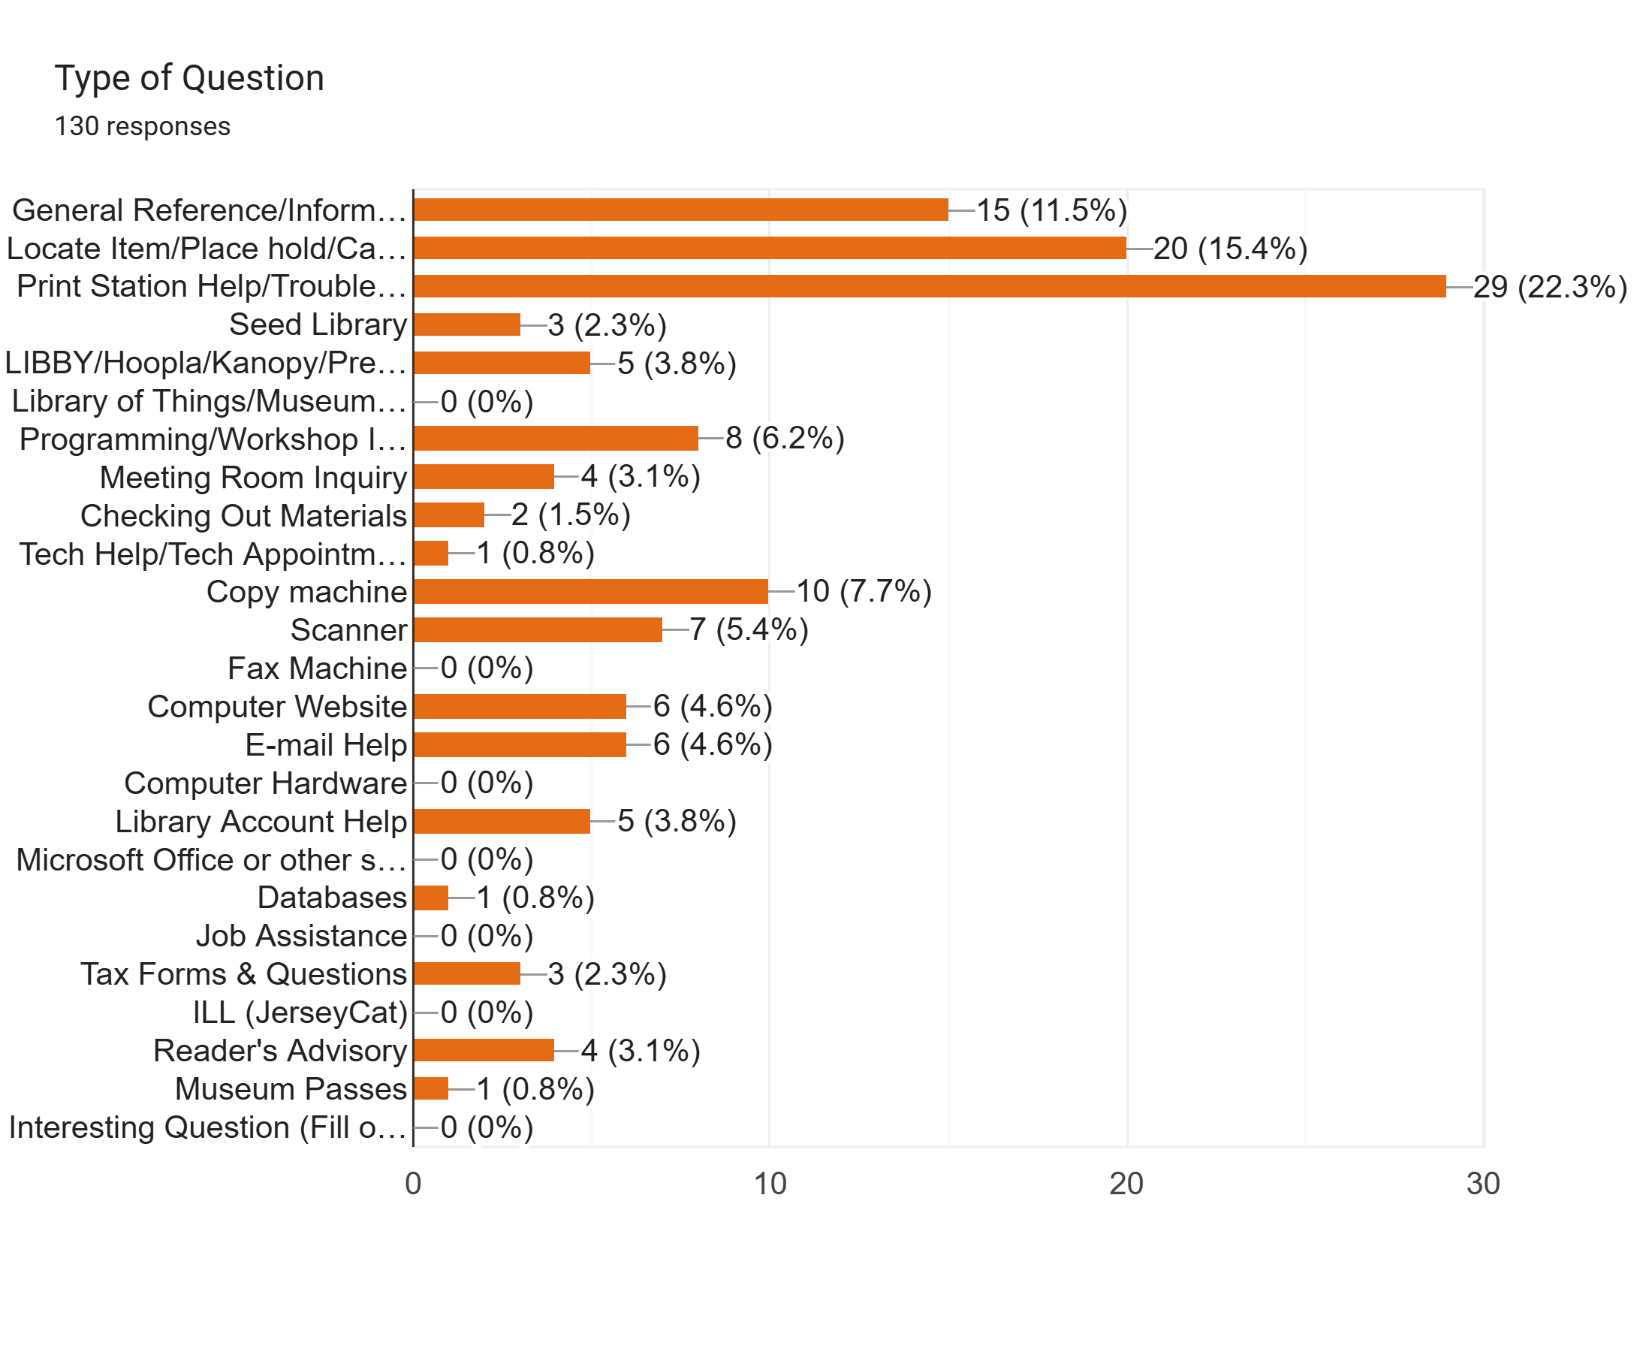 Type of Question
130 responses
General Reference/Inform… 15 (11.5%)
Locate Item/Place hold/Ca… 20 (15.4%)
Print Station Help/Trouble… 29 (22.3%)
Seed Library 3 (2.3%)
LIBBY/Hoopla/Kanopy/Pre… 5 (3.8%)
Library of Things/Museum… 0 (0%)
Programming/Workshop I… 8 (6.2%)
Meeting Room Inquiry 4 (3.1%)
Checking Out Materials 2 (1.5%)
Tech Help/Tech Appointm… 1 (0.8%)
Copy machine 10 (7.7%)
Scanner 7 (5.4%)
Fax Machine 0 (0%)
Computer Website 6 (4.6%)
E-mail Help 6 (4.6%)
Computer Hardware 0 (0%)
Library Account Help 5 (3.8%)
Microsoft Office or other s… 0 (0%)
Databases 1 (0.8%)
Job Assistance 0 (0%)
Tax Forms & Questions 3 (2.3%)
ILL (JerseyCat) 0 (0%)
Reader's Advisory 4 (3.1%)
Museum Passes 1 (0.8%)
Interesting Question (Fill o… 0 (0%)
0 10 20 30